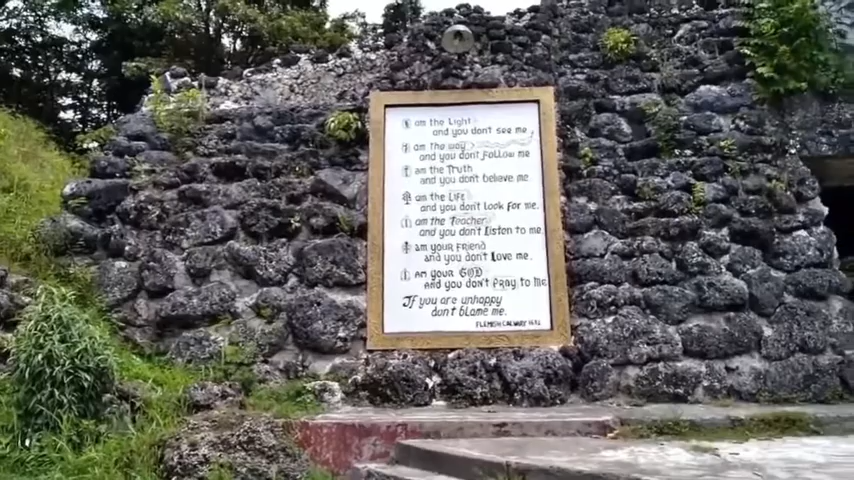 I am the Light
and you don't see me
I am the way
and you don't Follow me.
I am the Truth
and you don't believe me
I am the Life
and you don't Look for me.
I am the Teacher
and you don't Listen to me.
I am your Friend
and you don't Love me.
I am your God
and you don't Pray to me
If you are unhappy
don't blame me.
FLEMISH CALVARY